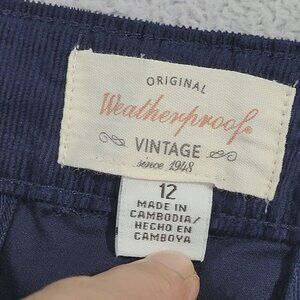 ORIGINAL
Weatherproof®
VINTAGE
since 1948
12
MADE IN
CAMBODIA/
HECHO EN
CAMBOYA